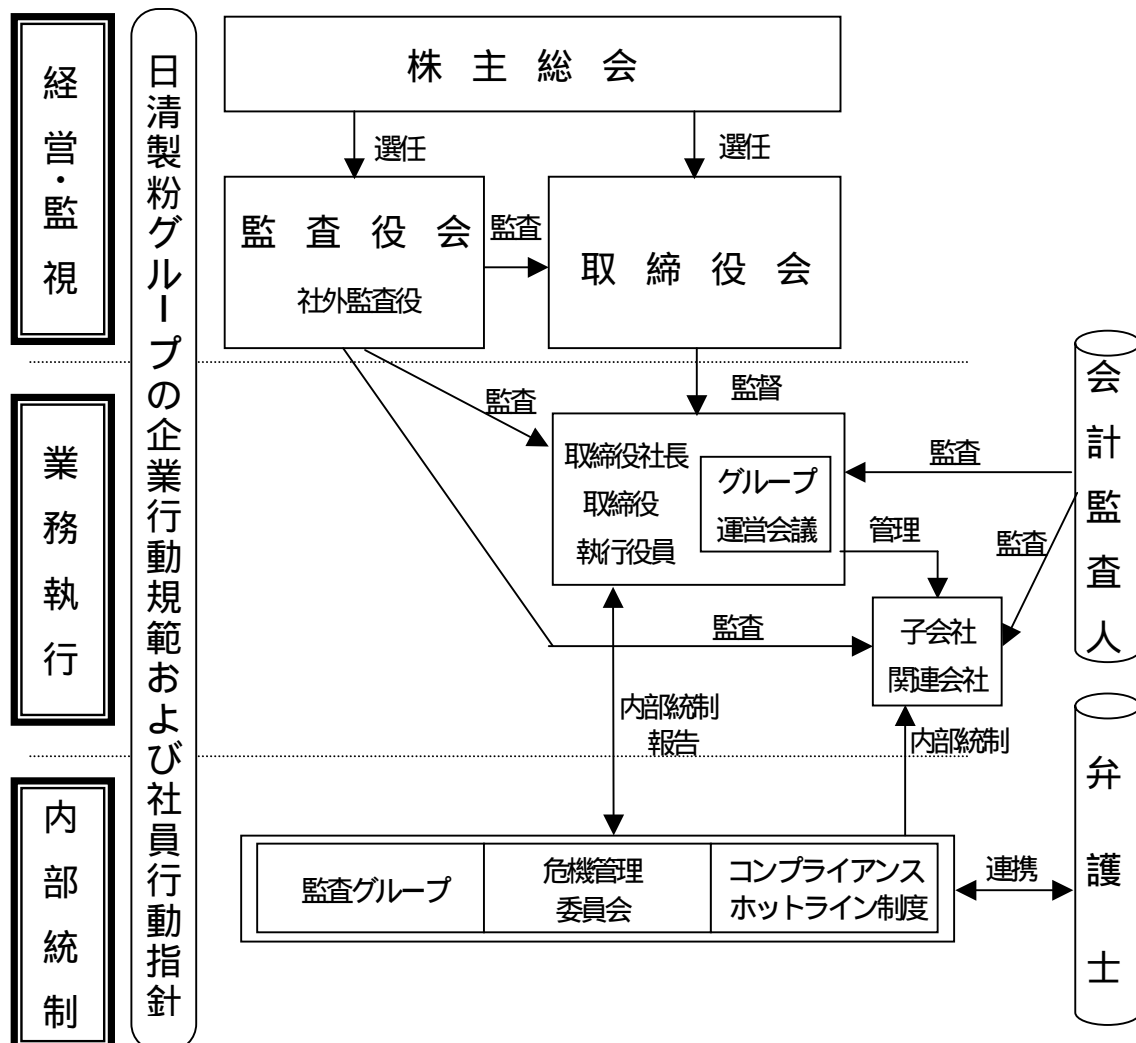 経営・監視
業務執行
内部統制
日清製粉グループの企業行動規範および社員行動指針
株主総会
選任
選任
監査役会
社外監査役
監査
取締役会
監査
監督
取締役社長
取締役
執行役員
グループ
運営会議
監査
管理
監査
監査
子会社
関連会社
内部統制
報告
内部統制
監査グループ
危機管理
委員会
コンプライアンス
ホットライン制度
連携
会計監査人
弁護士